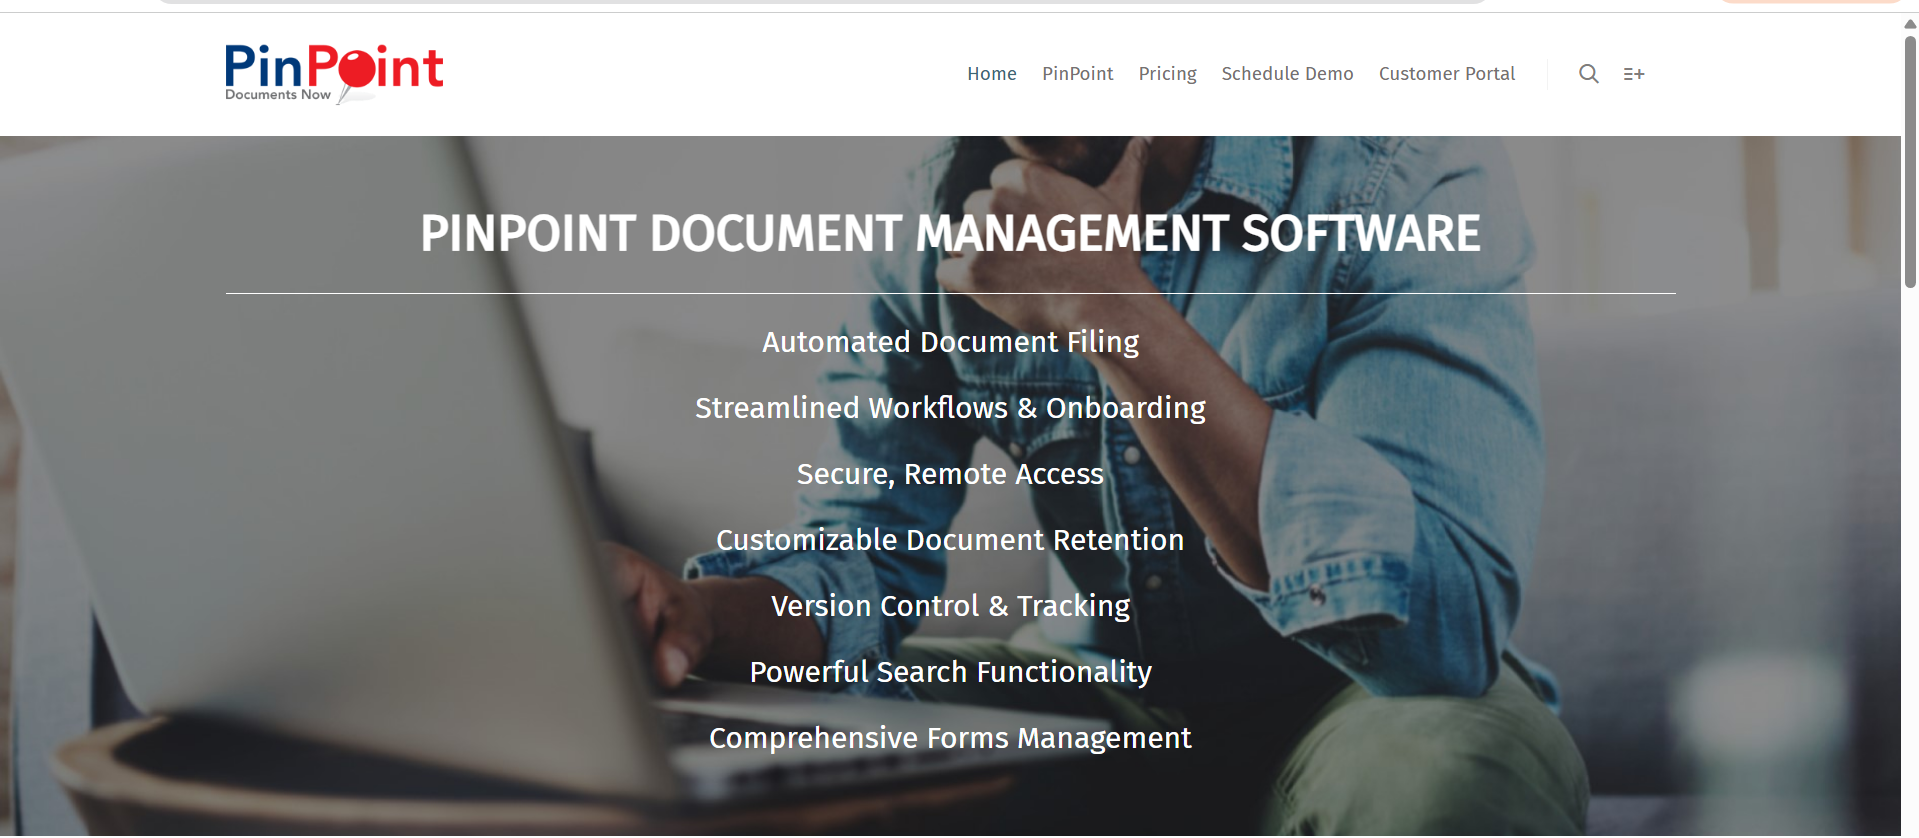 PinPoint
Documents Now
Home PinPoint Pricing Schedule Demo Customer Portal
PINPOINT DOCUMENT MANAGEMENT SOFTWARE
Automated Document Filing
Streamlined Workflows & Onboarding
Secure, Remote Access
Customizable Document Retention
Version Control & Tracking
Powerful Search Functionality
Comprehensive Forms Management